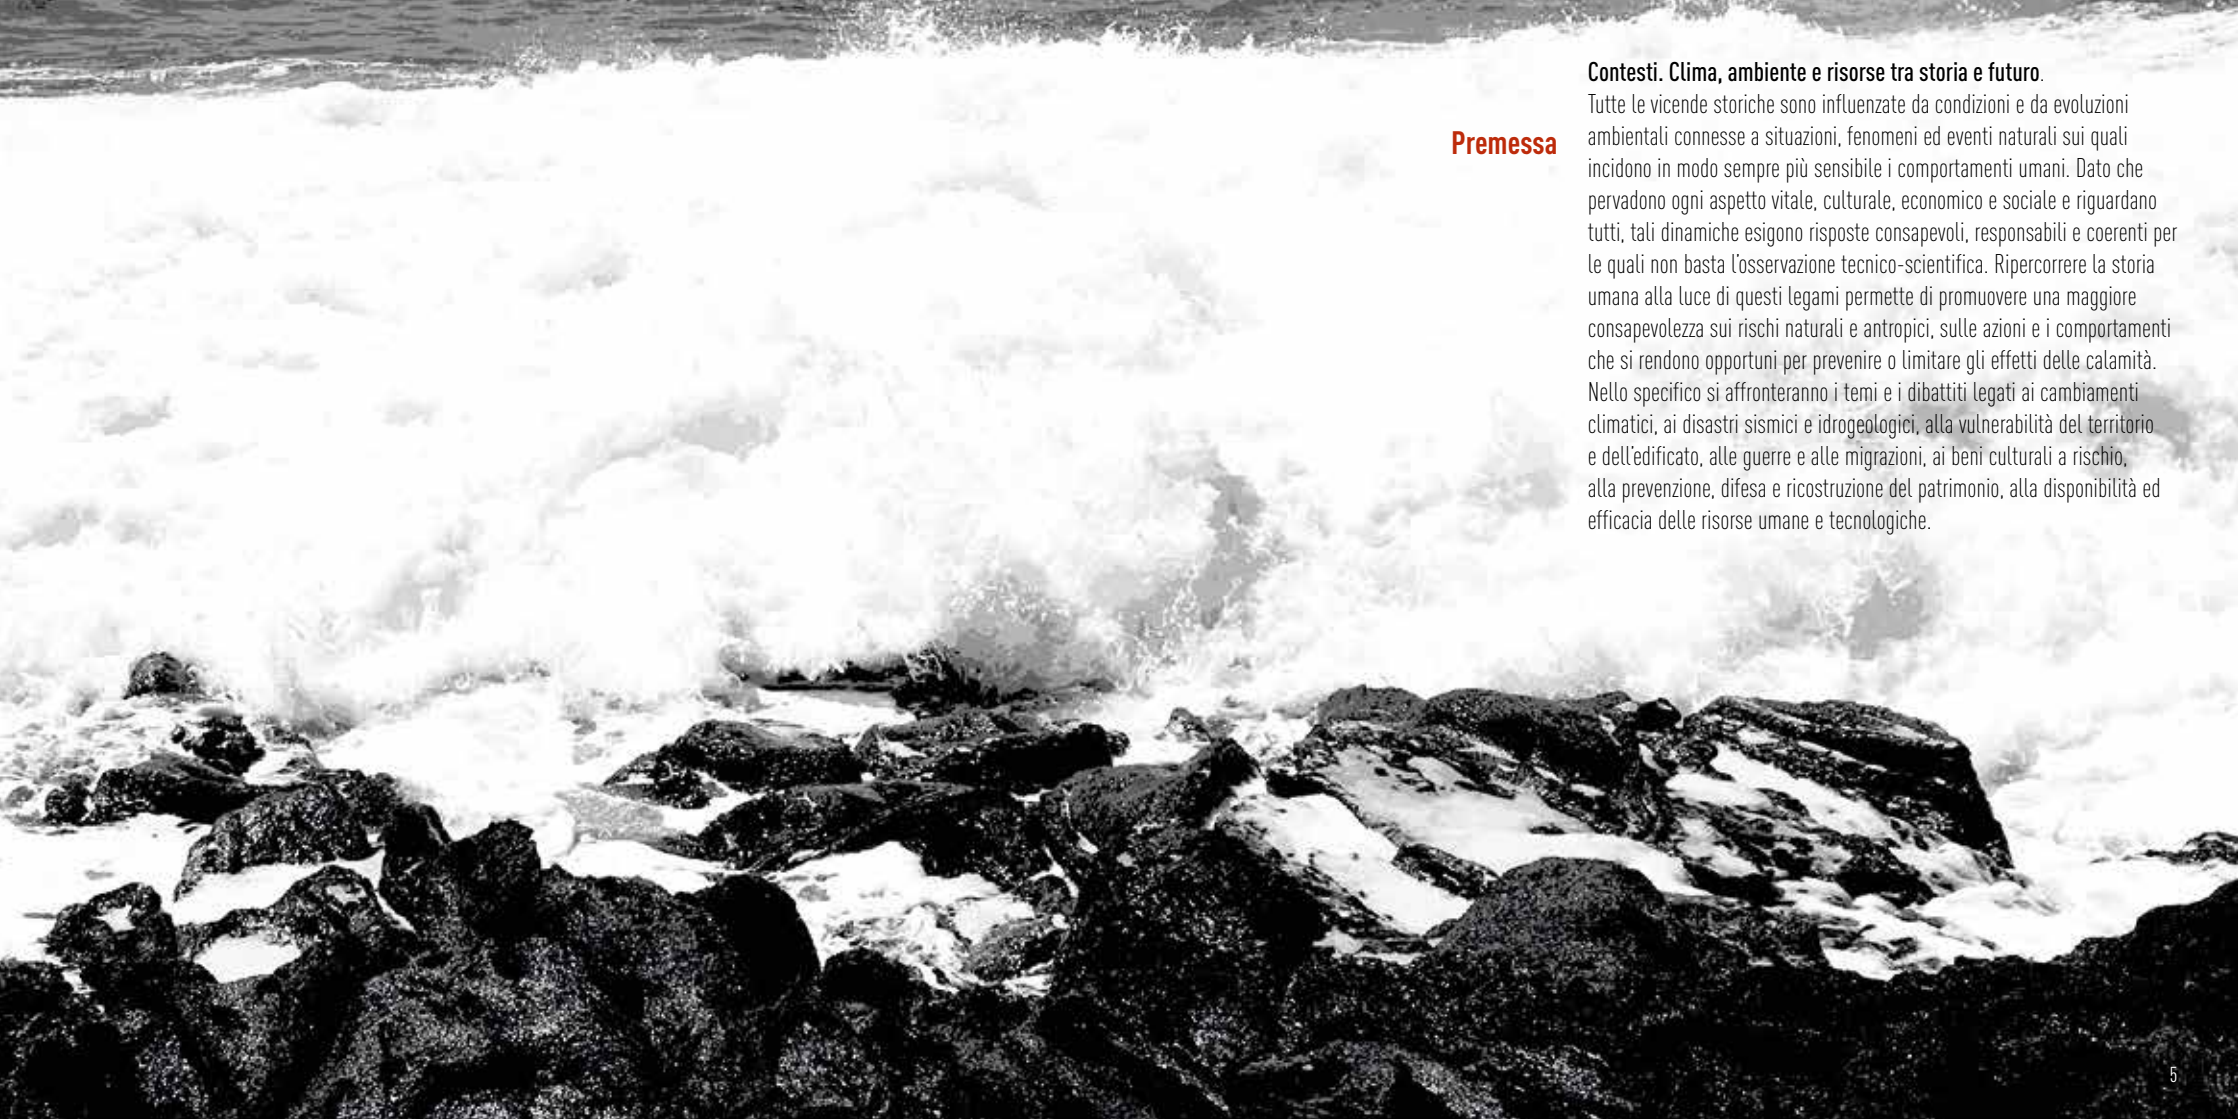 Premessa
Contesti. Clima, ambiente e risorse tra storia e futuro.
Tutte le vicende storiche sono influenzate da condizioni e da evoluzioni
ambientali connesse a situazioni, fenomeni ed eventi naturali sui quali
incidono in modo sempre più sensibile i comportamenti umani. Dato che
pervadono ogni aspetto vitale, culturale, economico e sociale e riguardano
tutti, tali dinamiche esigono risposte consapevoli, responsabili e coerenti per
le quali non basta l'osservazione tecnico-scientifica. Ripercorrere la storia
umana alla luce di questi legami permette di promuovere una maggiore
consapevolezza sui rischi naturali e antropici, sulle azioni e i comportamenti
che si rendono opportuni per prevenire o limitare gli effetti delle calamità.
Nello specifico si affronteranno i temi e i dibattiti legati ai cambiamenti
climatici, ai disastri sismici e idrogeologici, alla vulnerabilità del territorio
e dell'edificato, alle guerre e alle migrazioni, ai beni culturali a rischio,
alla prevenzione, difesa e ricostruzione del patrimonio, alla disponibilità ed
efficacia delle risorse umane e tecnologiche.
5